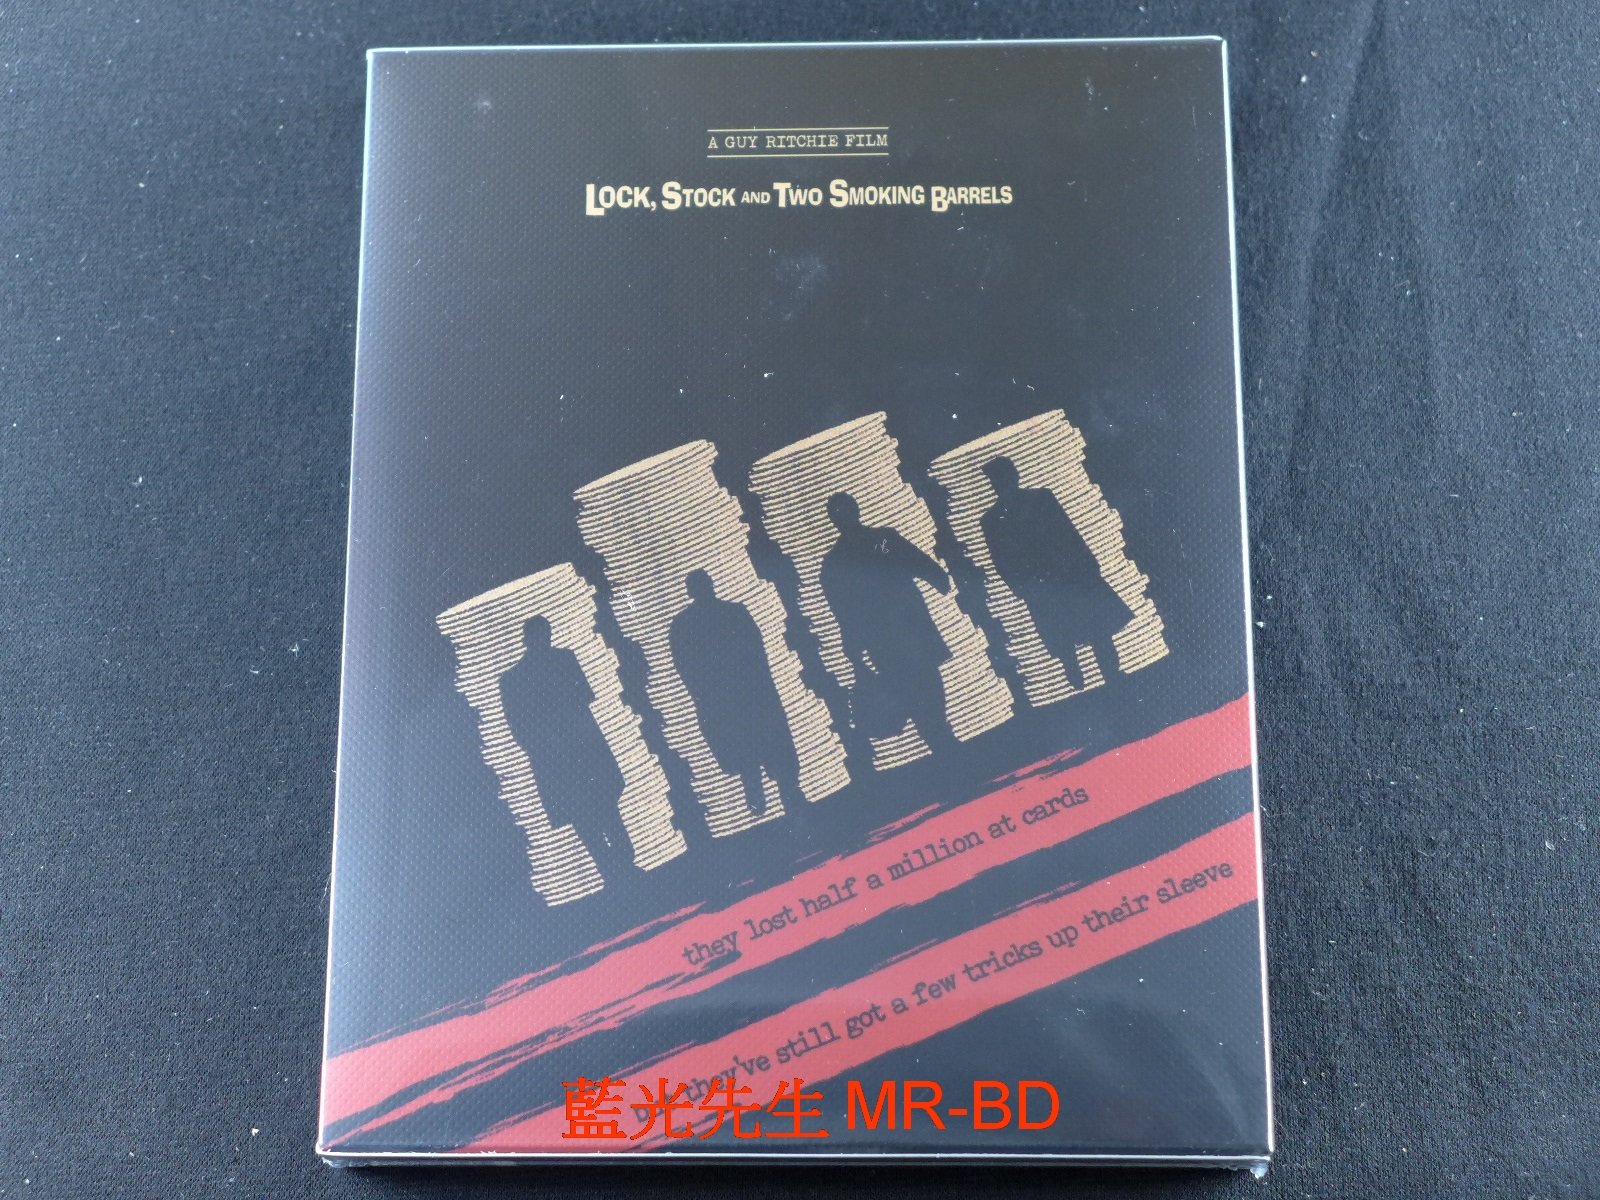 A GUY RITCHIE FILM
LOCK, STOCK AND TWO SMOKING BARRELS
they lost half a million at cards
they've still got a few tricks up their sleeve
藍光先生 MR-BD